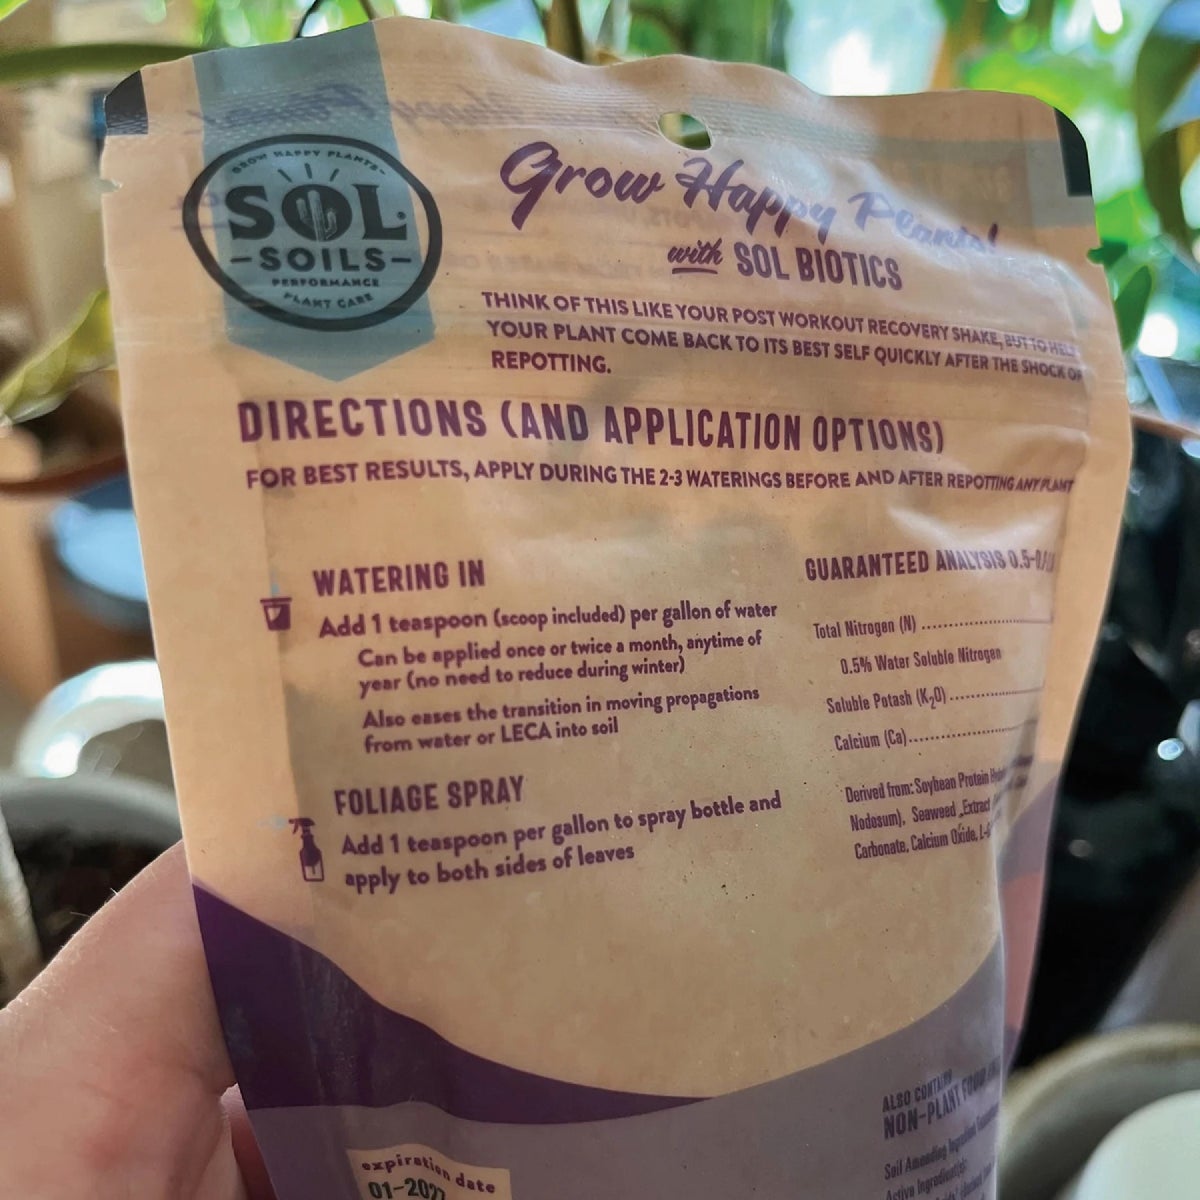 GROW HAPPY PLANTS
SOL
SOILS
PERFORMANCE
PLANT CARE
Grow Happy Plants!
with SOL BIOTICS
THINK OF THIS LIKE YOUR POST WORKOUT RECOVERY SHAKE, BUT TO HELP
YOUR PLANT COME BACK TO ITS BEST SELF QUICKLY AFTER THE SHOCK OF
REPOTTING.
DIRECTIONS (AND APPLICATION OPTIONS)
FOR BEST RESULTS, APPLY DURING THE 2-3 WATERINGS BEFORE AND AFTER REPOTTING ANY PLANT
WATERING IN
Add 1 teaspoon (scoop included) per gallon of water
Can be applied once or twice a month, anytime of
year (no need to reduce during winter)
Also eases the transition in moving propagations
from water or LECA into soil
FOLIAGE SPRAY
Add 1 teaspoon per gallon to spray bottle and
apply to both sides of leaves
GUARANTEED ANALYSIS
Total Nitrogen (N)
0.5% Water Soluble Nitrogen
Soluble Potash (K₂O)
Calcium (Ca)
Derived from: Soybean Protein
Nodosum), Seaweed Extract
Carbonate, Calcium Oxide,
ALSO CONTAINS
NON-PLANT FOOD
Soil Amending Ingredient
Active Ingredient(s)
expiration date